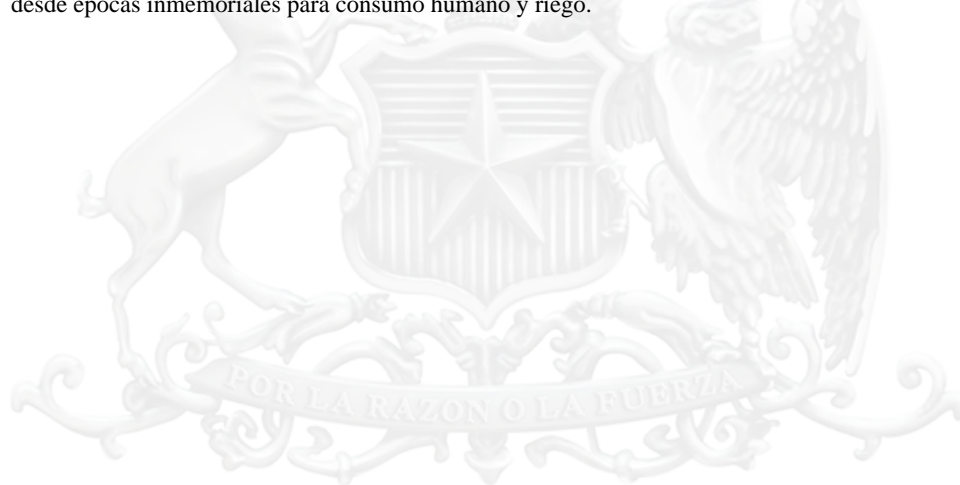 desde épocas inmemoriales para consumo humano y riego.
POR LA RAZON O LA FUERZA